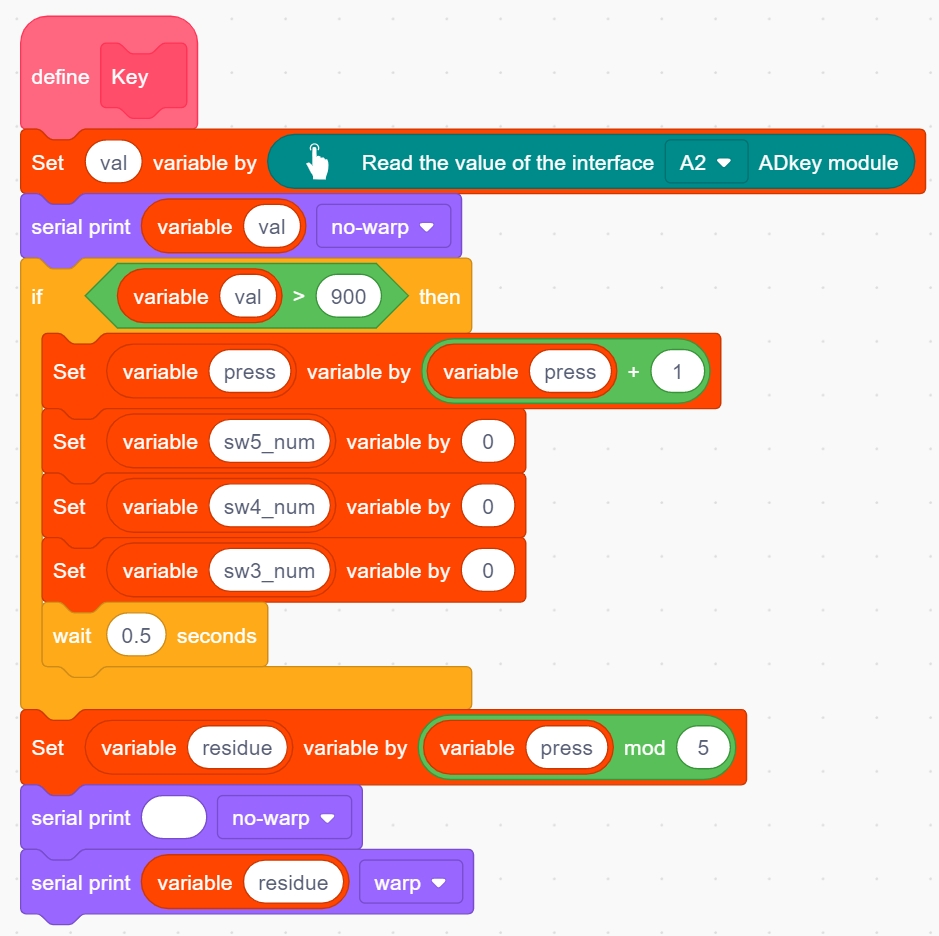 define Key
Set val variable by Read the value of the interface A2 ADkey module
serial print variable val no-warp
if variable val > 900 then
Set variable press variable by variable press + 1
Set variable sw5_num variable by 0
Set variable sw4_num variable by 0
Set variable sw3_num variable by 0
wait 0.5 seconds
Set variable residue variable by variable press mod 5
serial print no-warp
serial print variable residue warp